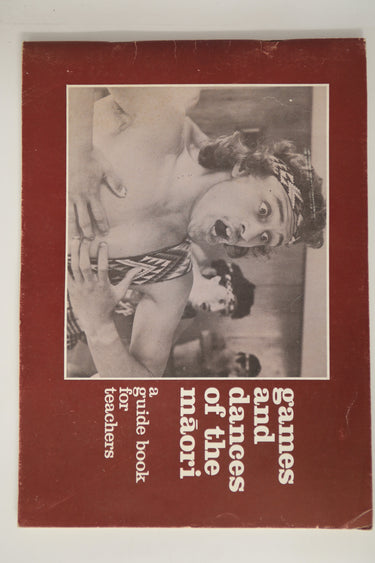 games
and
dances
of the
māori
a
guide book
for
teachers